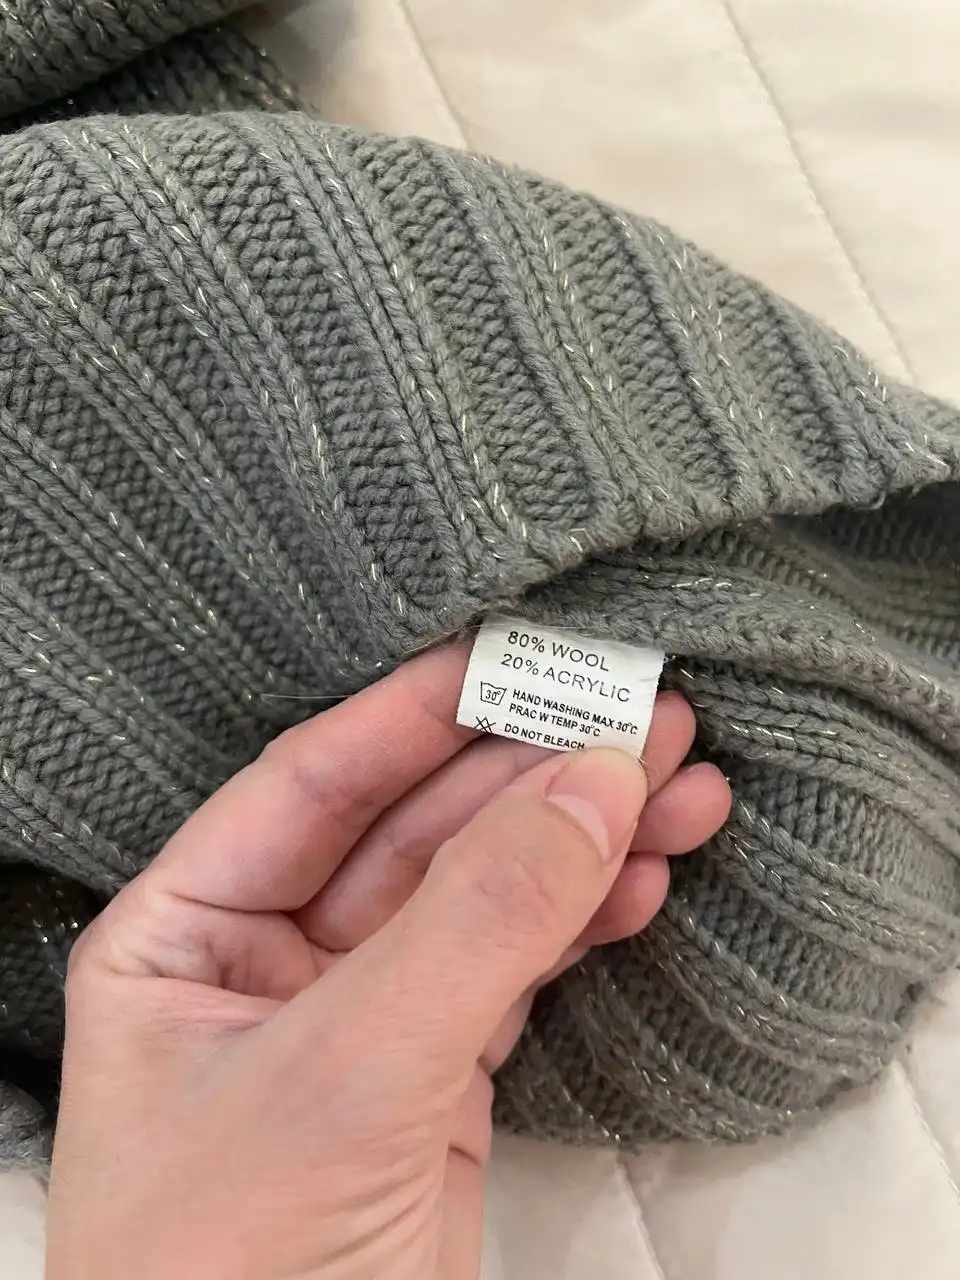 80% WOOL
20% ACRYLIC
30° HAND WASHING MAX 30°C
PRAC W TEMP 30°C
DO NOT BLEACH